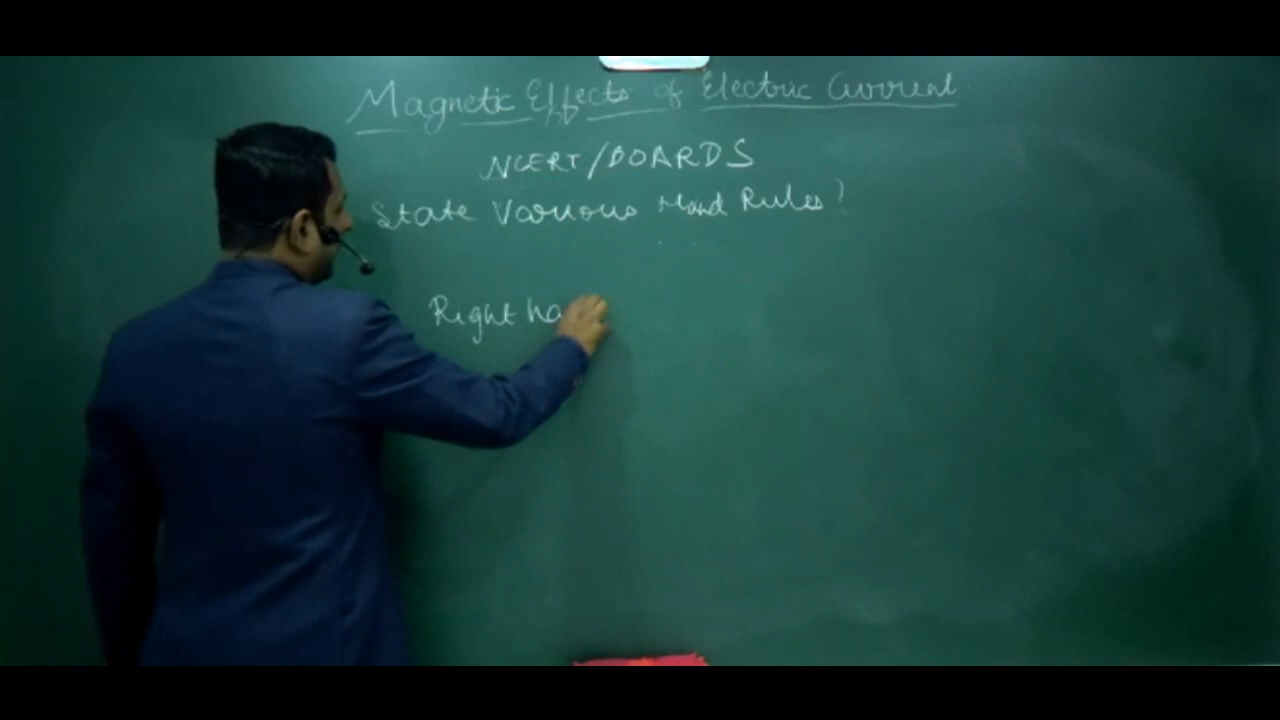 Magnetic Effects of Electric Current
NCERT/BOARDS
State Various Hand Rules?
Right ha